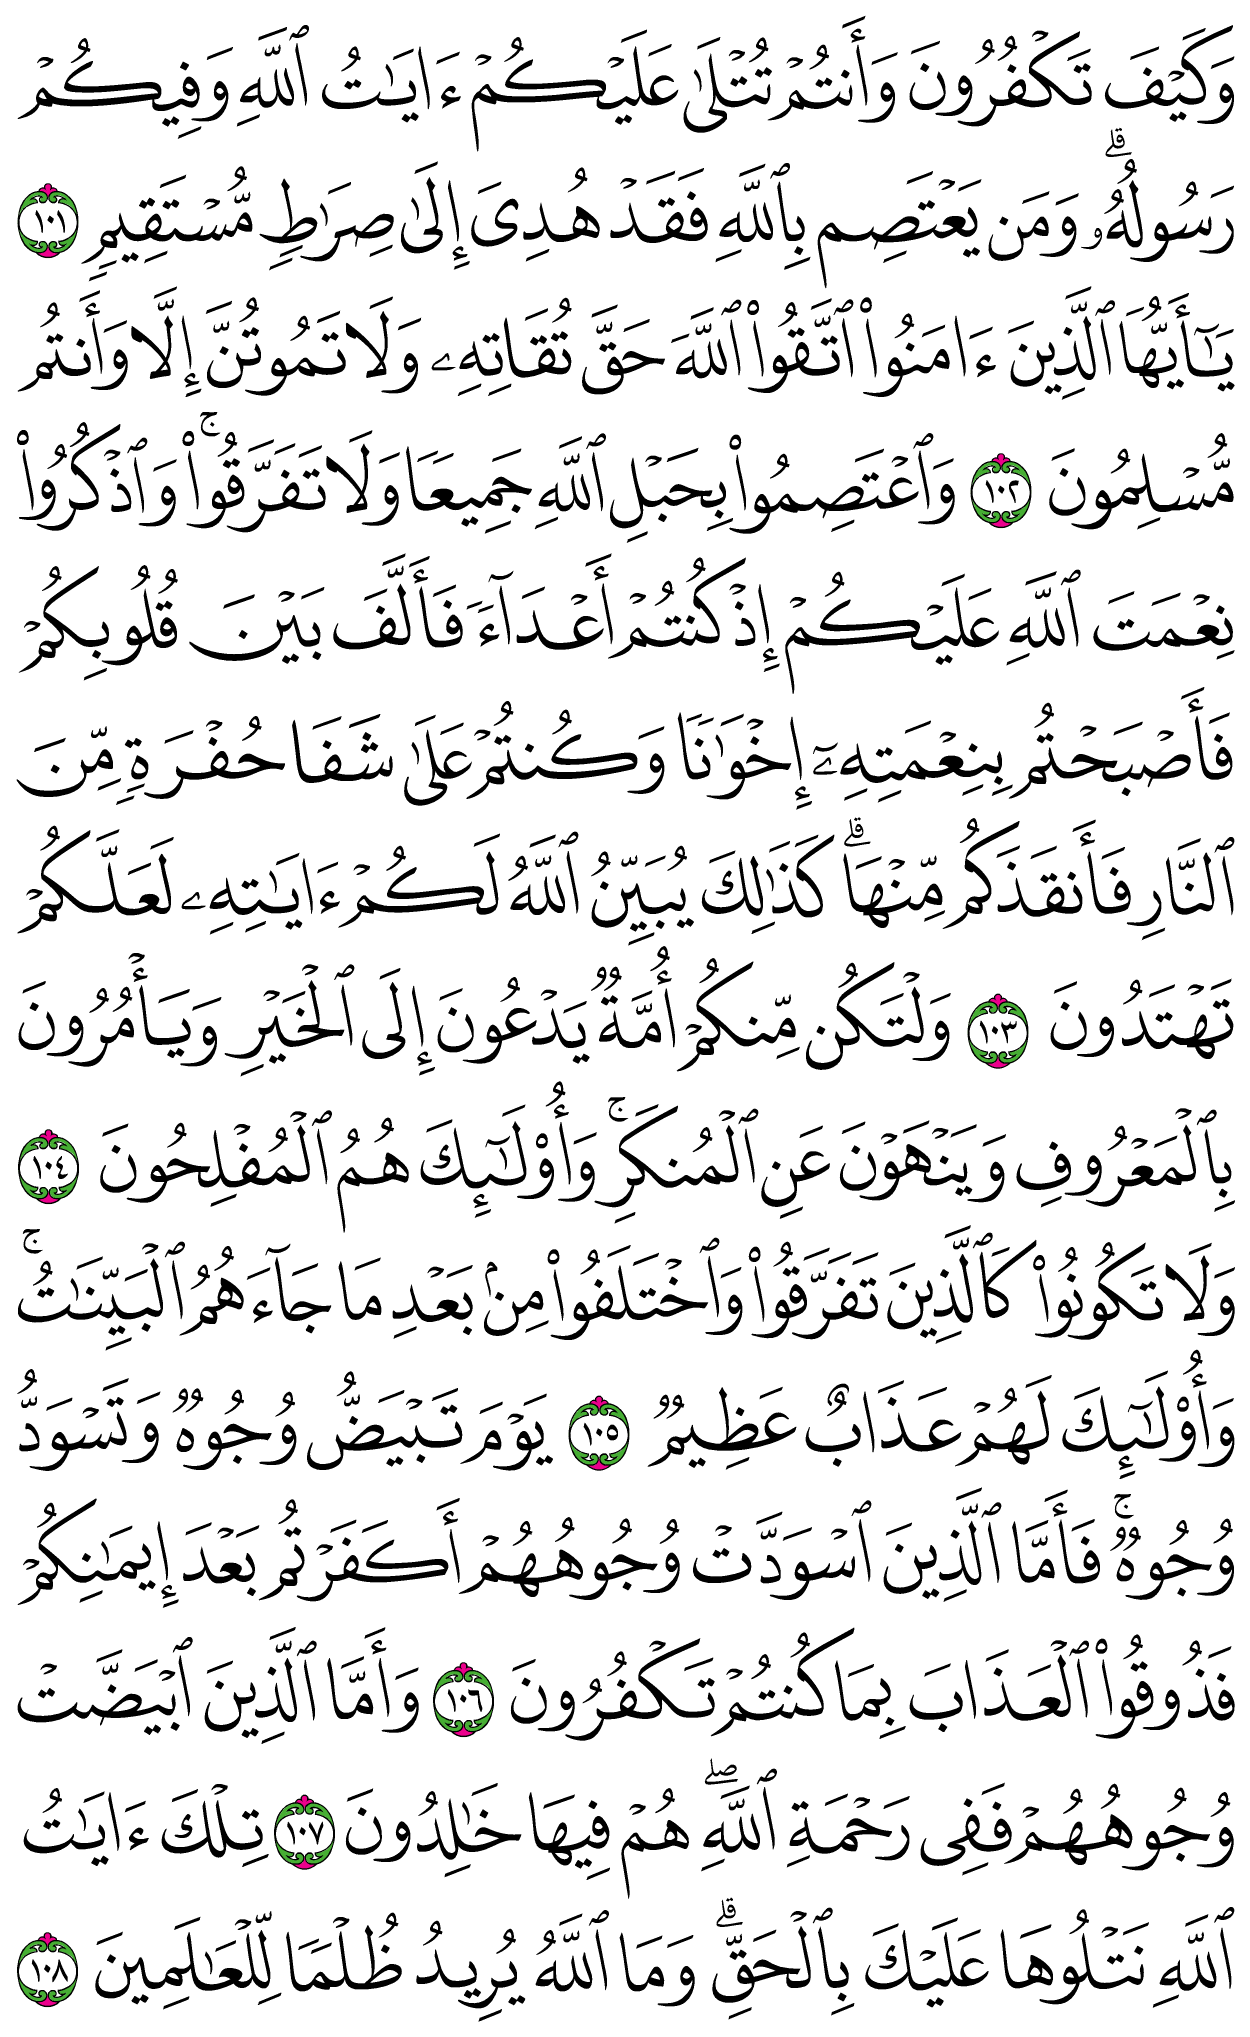 وَكَيۡفَ تَكۡفُرُونَ وَأَنتُمۡ تُتۡلَىٰ عَلَيۡكُمۡ ءَايَٰتُ ٱللَّهِ وَفِيكُمۡ
رَسُولُهُۥۗ وَمَن يَعۡتَصِم بِٱللَّهِ فَقَدۡ هُدِيَ إِلَىٰ صِرَٰطٖ مُّسۡتَقِيمٖ ١٠١
يَٰٓأَيُّهَا ٱلَّذِينَ ءَامَنُواْ ٱتَّقُواْ ٱللَّهَ حَقَّ تُقَاتِهِۦ وَلَا تَمُوتُنَّ إِلَّا وَأَنتُم
مُّسۡلِمُونَ ١٠٢ وَٱعۡتَصِمُواْ بِحَبۡلِ ٱللَّهِ جَمِيعٗا وَلَا تَفَرَّقُواْۚ وَٱذۡكُرُواْ
نِعۡمَتَ ٱللَّهِ عَلَيۡكُمۡ إِذۡ كُنتُمۡ أَعۡدَآءٗ فَأَلَّفَ بَيۡنَ قُلُوبِكُمۡ
فَأَصۡبَحۡتُم بِنِعۡمَتِهِۦٓ إِخۡوَٰنٗا وَكُنتُمۡ عَلَىٰ شَفَا حُفۡرَةٖ مِّنَ
ٱلنَّارِ فَأَنقَذَكُم مِّنۡهَاۗ كَذَٰلِكَ يُبَيِّنُ ٱللَّهُ لَكُمۡ ءَايَٰتِهِۦ لَعَلَّكُمۡ
تَهۡتَدُونَ ١٠٣ وَلۡتَكُن مِّنكُمۡ أُمَّةٞ يَدۡعُونَ إِلَى ٱلۡخَيۡرِ وَيَأۡمُرُونَ
بِٱلۡمَعۡرُوفِ وَيَنۡهَوۡنَ عَنِ ٱلۡمُنكَرِۚ وَأُوْلَٰٓئِكَ هُمُ ٱلۡمُفۡلِحُونَ ١٠٤
وَلَا تَكُونُواْ كَٱلَّذِينَ تَفَرَّقُواْ وَٱخۡتَلَفُواْ مِنۢ بَعۡدِ مَا جَآءَهُمُ ٱلۡبَيِّنَٰتُۚ
وَأُوْلَٰٓئِكَ لَهُمۡ عَذَابٌ عَظِيمٞ ١٠٥ يَوۡمَ تَبۡيَضُّ وُجُوهٞ وَتَسۡوَدُّ
وُجُوهٞۚ فَأَمَّا ٱلَّذِينَ ٱسۡوَدَّتۡ وُجُوهُهُمۡ أَكَفَرۡتُم بَعۡدَ إِيمَٰنِكُمۡ
فَذُوقُواْ ٱلۡعَذَابَ بِمَا كُنتُمۡ تَكۡفُرُونَ ١٠٦ وَأَمَّا ٱلَّذِينَ ٱبۡيَضَّتۡ
وُجُوهُهُمۡ فَفِي رَحۡمَةِ ٱللَّهِۖ هُمۡ فِيهَا خَٰلِدُونَ ١٠٧ تِلۡكَ ءَايَٰتُ
ٱللَّهِ نَتۡلُوهَا عَلَيۡكَ بِٱلۡحَقِّۗ وَمَا ٱللَّهُ يُرِيدُ ظُلۡمٗا لِّلۡعَٰلَمِينَ ١٠٨